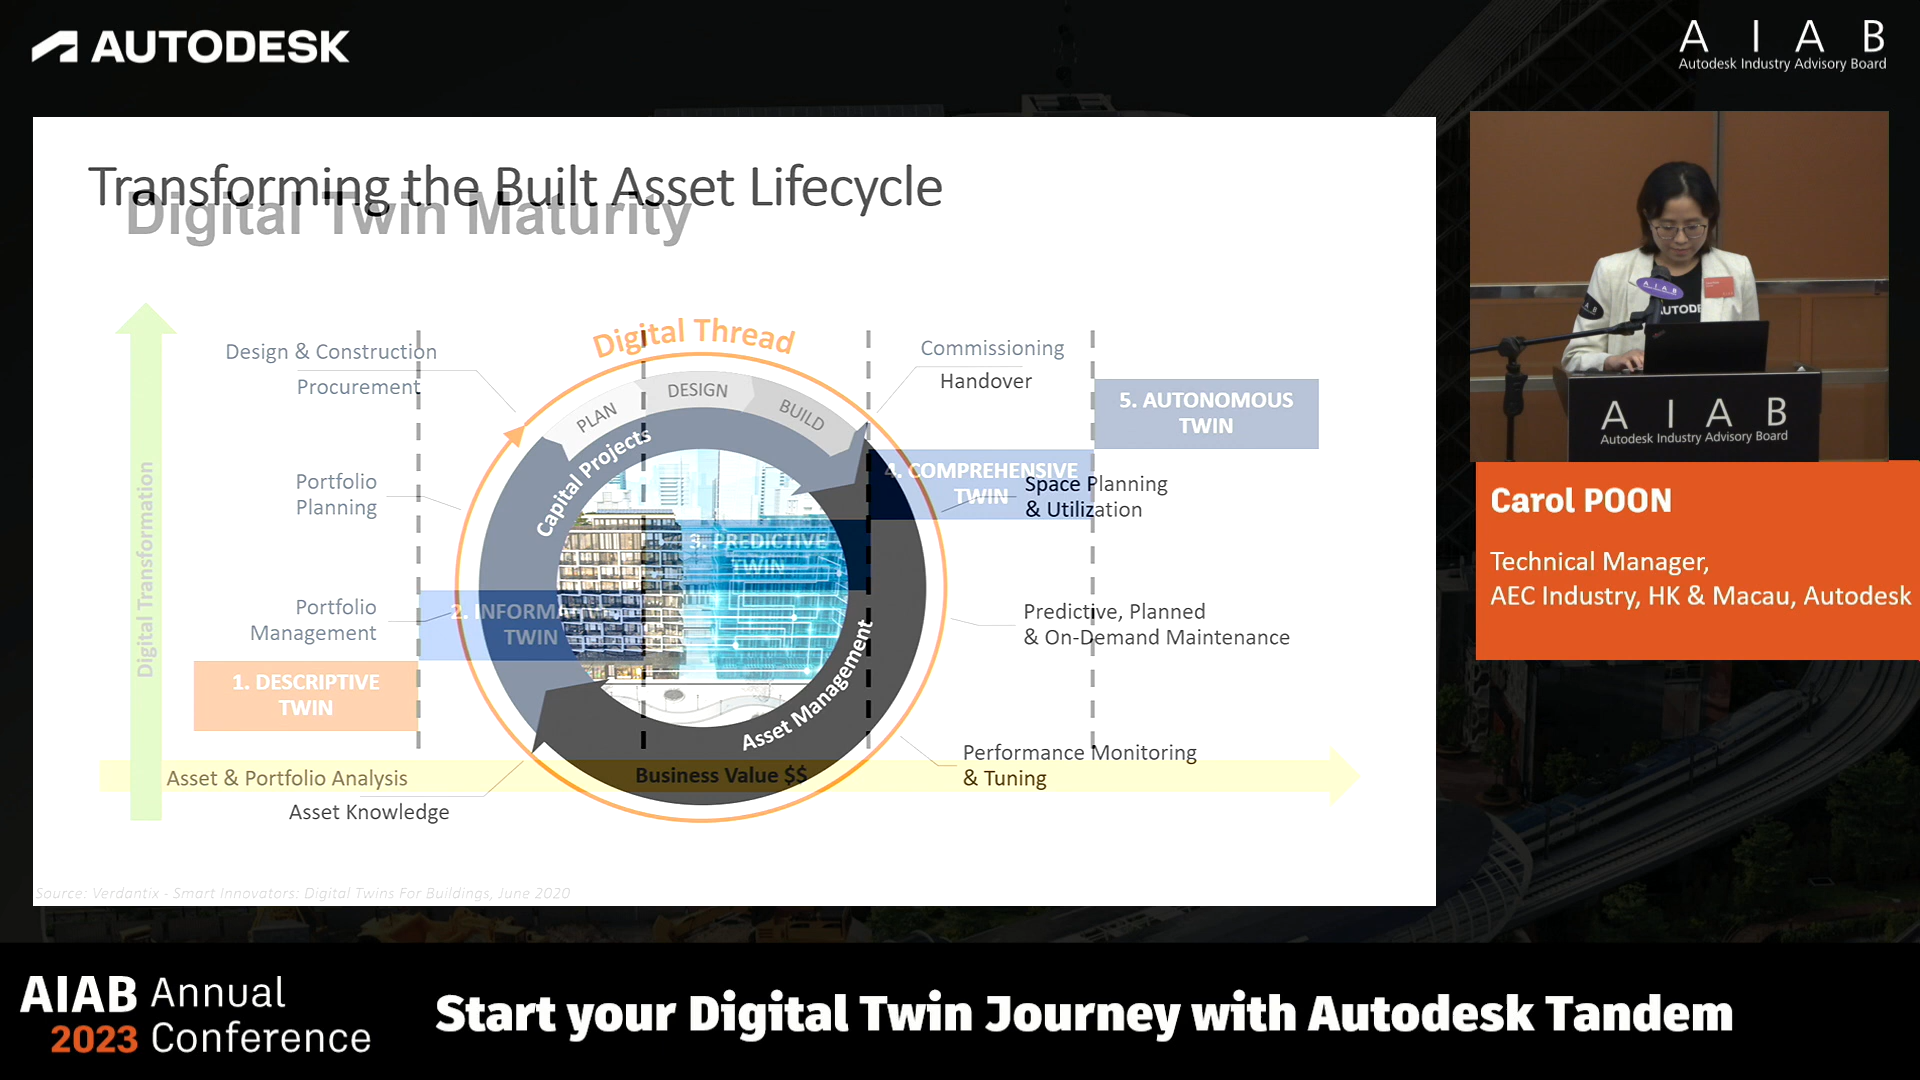 AUTODESK
A I A B
Autodesk Industry Advisory Board
Transforming the Built Asset Lifecycle
Digital Twin Maturity
Digital Transformation
Digital Thread
Design & Construction
Procurement
PLAN
DESIGN
BUILD
Commissioning
Handover
5. AUTONOMOUS
TWIN
Capital Projects
Portfolio
Planning
4. COMPREHENSIVE
TWIN
Space Planning
& Utilization
3. PREDICTIVE
TWIN
Portfolio
Management
2. INFORMATIVE
TWIN
Predictive, Planned
& On-Demand Maintenance
1. DESCRIPTIVE
TWIN
Asset Management
Performance Monitoring
& Tuning
Asset & Portfolio Analysis
Business Value $$
Asset Knowledge
Source: Verdantix - Smart Innovators: Digital Twins For Buildings, June 2020
A I A B
AUTODE
A I A B
Autodesk Industry Advisory Board
Carol POON
Technical Manager,
AEC Industry, HK & Macau, Autodesk
AIAB Annual
2023 Conference
Start your Digital Twin Journey with Autodesk Tandem